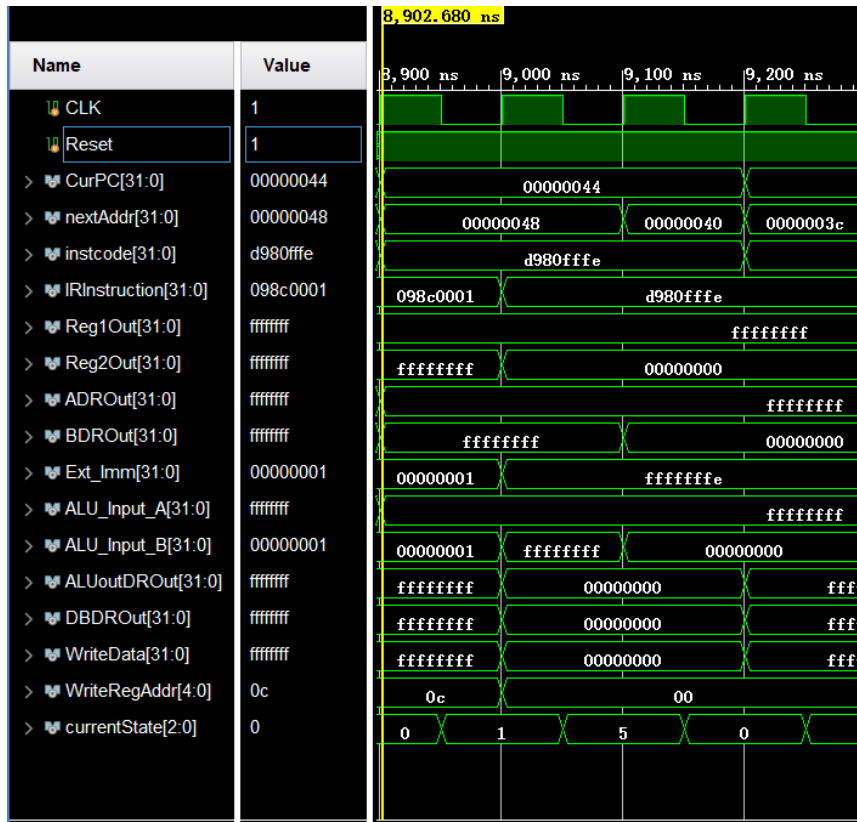 8,902.680 ns
Name Value 8,900 ns 9,000 ns 9,100 ns 9,200 ns
CLK 1
Reset 1
CurPC[31:0] 00000044 00000044
nextAddr[31:0] 00000048 00000048 00000040 0000003c
instcode[31:0] d980fffe d980fffe
IRInstruction[31:0] 098c0001 098c0001 d980fffe
Reg1Out[31:0] ffffffff ffffffff
Reg2Out[31:0] ffffffff ffffffff 00000000
ADROut[31:0] ffffffff ffffffff
BDROut[31:0] ffffffff ffffffff 00000000
Ext_Imm[31:0] 00000001 00000001 fffffffe
ALU_Input_A[31:0] ffffffff ffffffff
ALU_Input_B[31:0] 00000001 00000001 ffffffff 00000000
ALUoutDROut[31:0] ffffffff ffffffff 00000000 fff
DBDROut[31:0] ffffffff ffffffff 00000000 fff
WriteData[31:0] ffffffff ffffffff 00000000 fff
WriteRegAddr[4:0] 0c 0c 00
currentState[2:0] 0 0 1 5 0